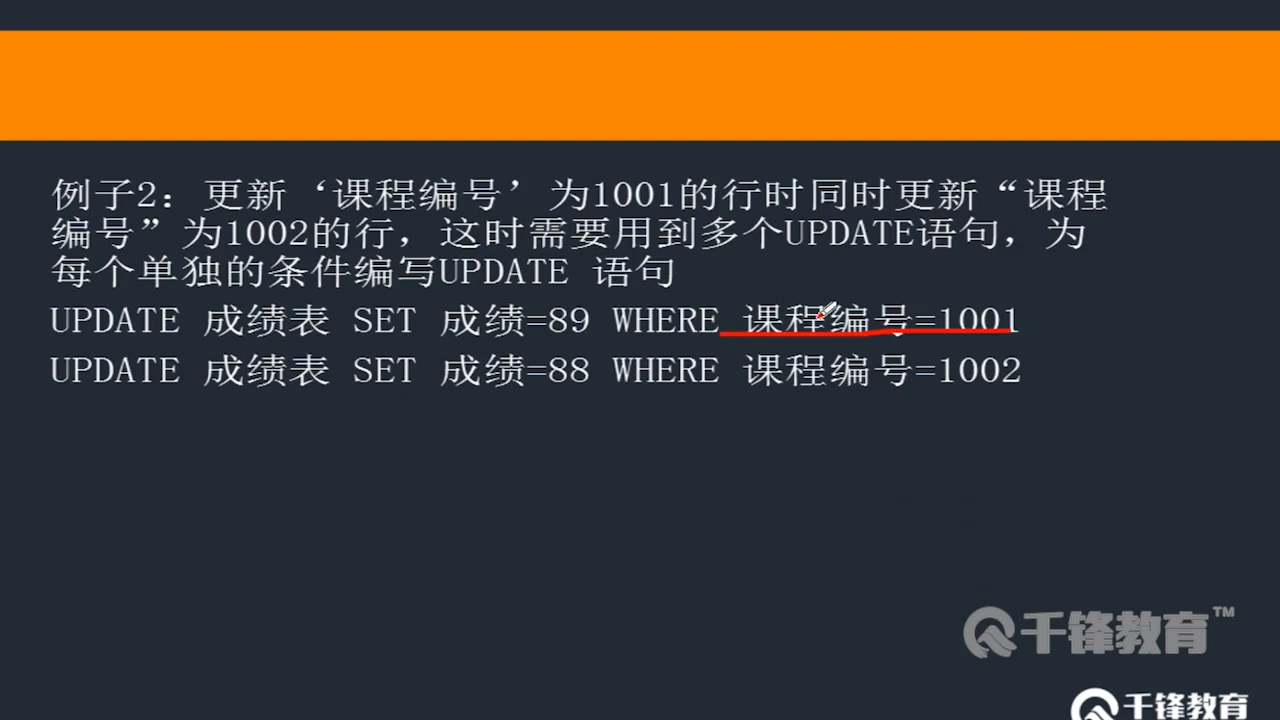 例子2：更新‘课程编号’为1001的行时同时更新“课程
编号”为1002的行，这时需要用到多个UPDATE语句，为
每个单独的条件编写UPDATE 语句
UPDATE 成绩表 SET 成绩=89 WHERE 课程编号=1001
UPDATE 成绩表 SET 成绩=88 WHERE 课程编号=1002
千锋教育™
千锋教育